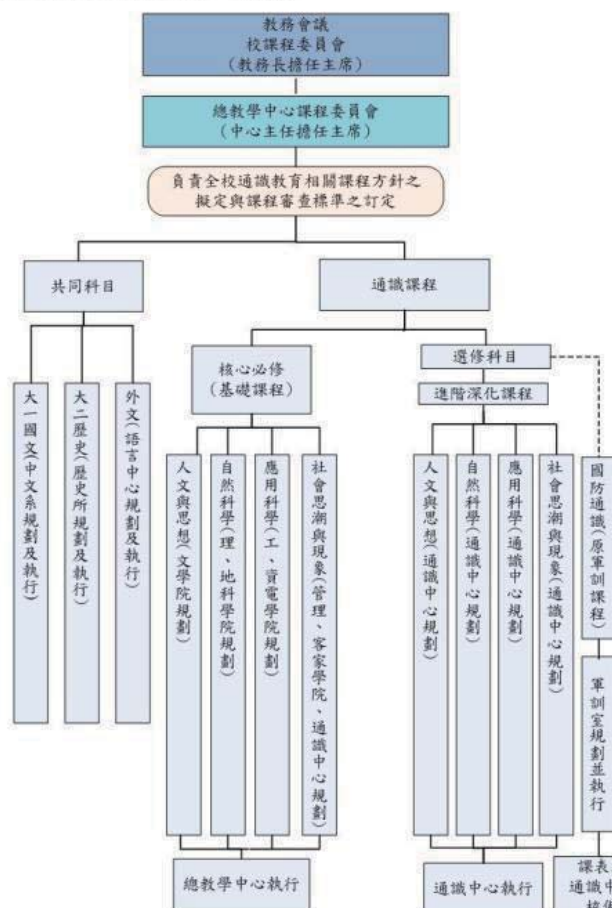 教務會議
校課程委員會
(教務長擔任主席)
總教學中心課程委員會
(中心主任擔任主席)
負責全校通識教育相關課程方針之
擬定與課程審查標準之訂定
共同科目
通識課程
大一國文(中文系規劃及執行)
大二歷史(歷史所規劃及執行)
外文(語言中心規劃及執行)
核心必修
(基礎課程)
選修科目
進階深化課程
人文與思想(文學院規劃)
自然科學(理、地科學院規劃)
應用科學(工、資電學院規劃)
社會思潮與現象(管理、客家學院、通識中心規劃)
人文與思想(通識中心規劃)
自然科學(通識中心規劃)
應用科學(通識中心規劃)
社會思潮與現象(通識中心規劃)
國防通識(原軍訓課程)
軍訓室規劃並執行
總教學中心執行
通識中心執行
課表
通識中